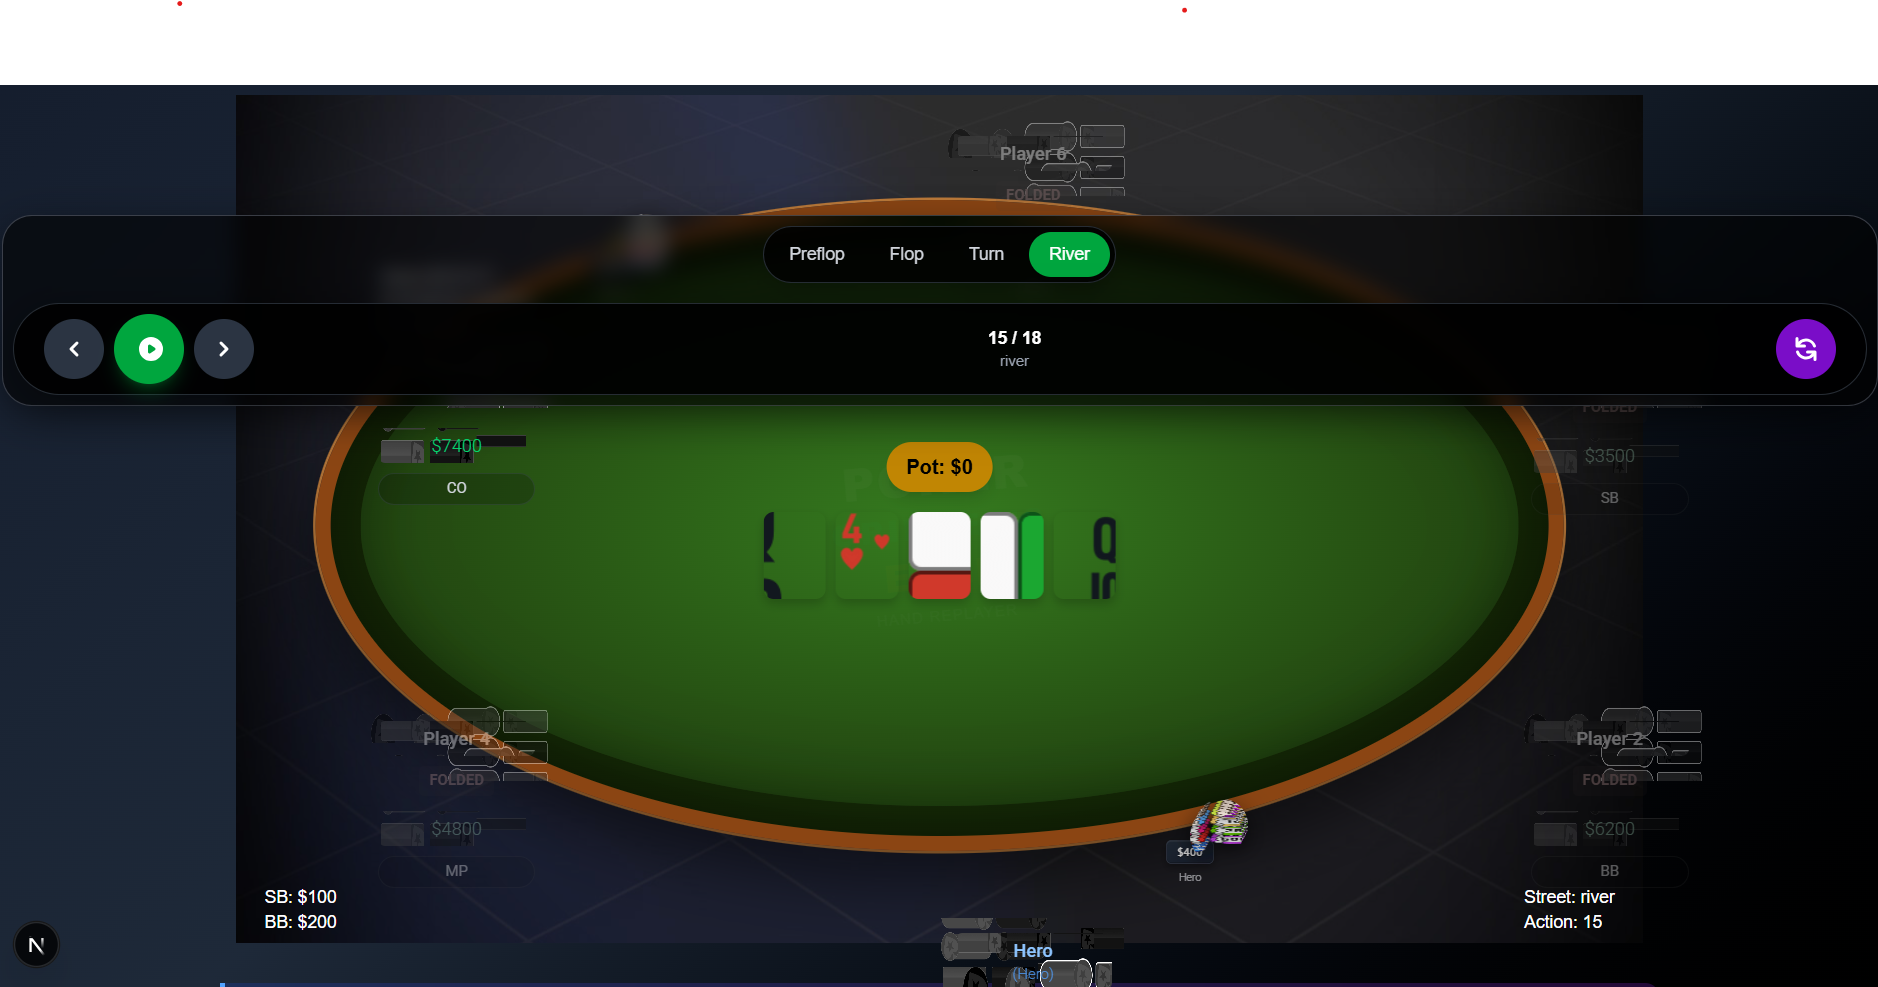 Player 6
FOLDED
Preflop Flop Turn River
15 / 18
river
FOLDED
$7400
CO
Pot: $0
$3500
SB
4
Q
Player 4
FOLDED
$4800
MP
Player 2
FOLDED
$6200
BB
$400
Hero
SB: $100
BB: $200
Street: river
Action: 15
N
Hero
(Hero)